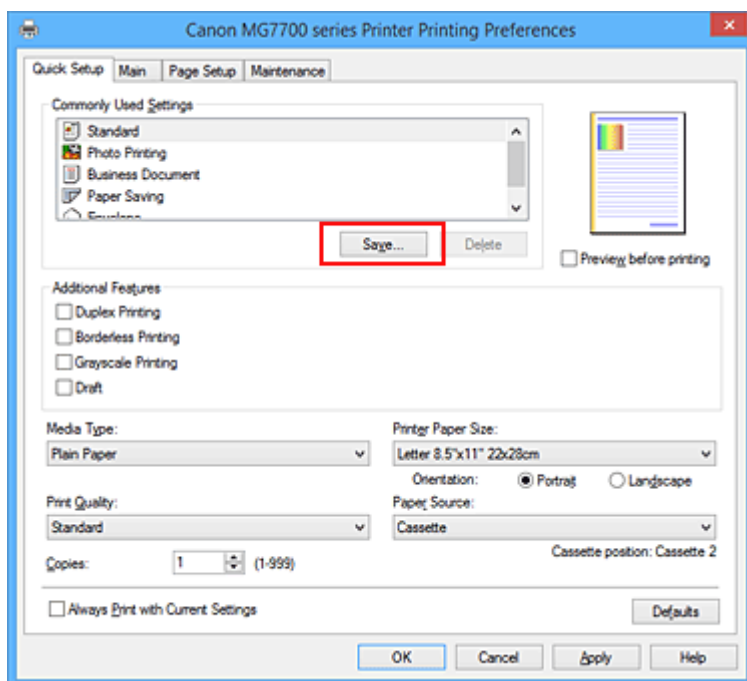 Canon MG7700 series Printer Printing Preferences
Quick Setup Main Page Setup Maintenance
Commonly Used Settings
Standard
Photo Printing
Business Document
Paper Saving
Envelope
Save... Delete
Preview before printing
Additional Features
Duplex Printing
Borderless Printing
Grayscale Printing
Draft
Media Type:
Plain Paper
Printer Paper Size:
Letter 8.5"x11" 22x28cm
Orientation: Portrait Landscape
Print Quality:
Standard
Paper Source:
Cassette
Copies: 1 (1-999)
Cassette position: Cassette 2
Always Print with Current Settings
Defaults
OK Cancel Apply Help